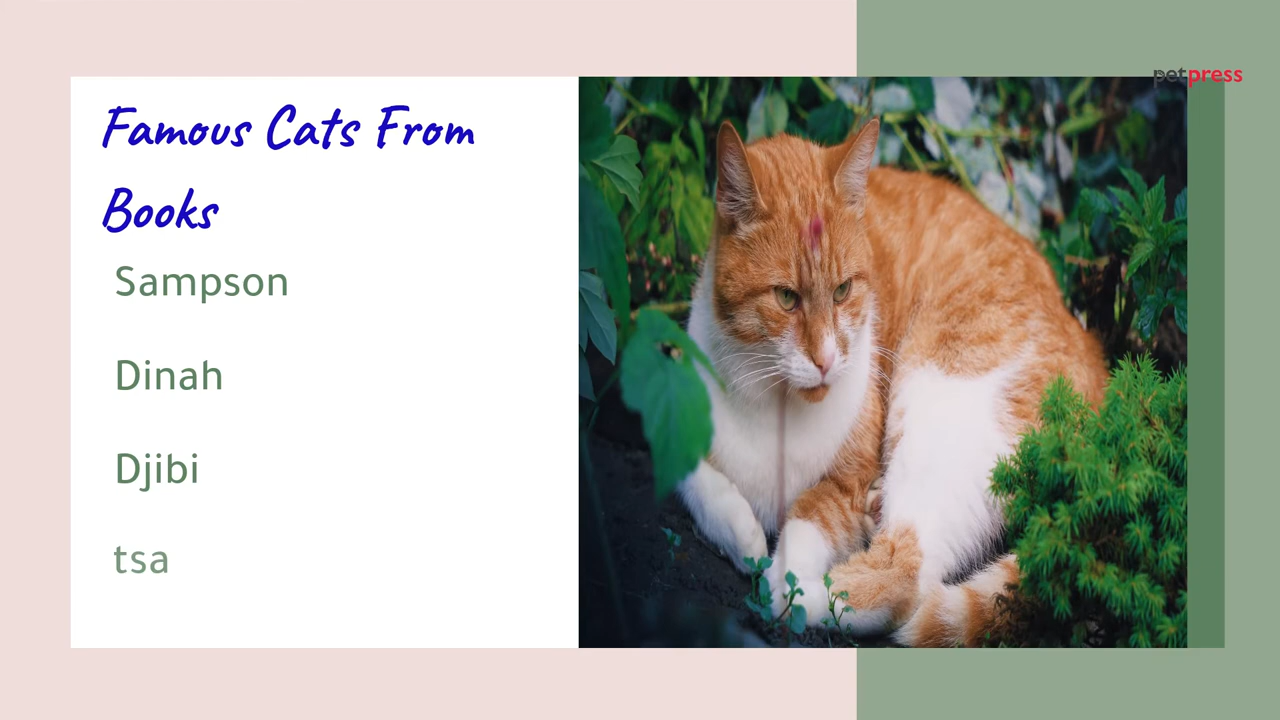 petpress
Famous Cats From
Books
Sampson
Dinah
Djibi
tsa